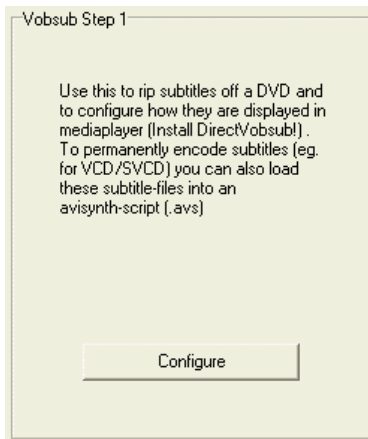 Vobsub Step 1
Use this to rip subtitles off a DVD and
to configure how they are displayed in
mediaplayer (Install DirectVobsub!) .
To permanently encode subtitles (eg.
for VCD/SVCD) you can also load
these subtitle-files into an
avisynth-script (.avs)
Configure